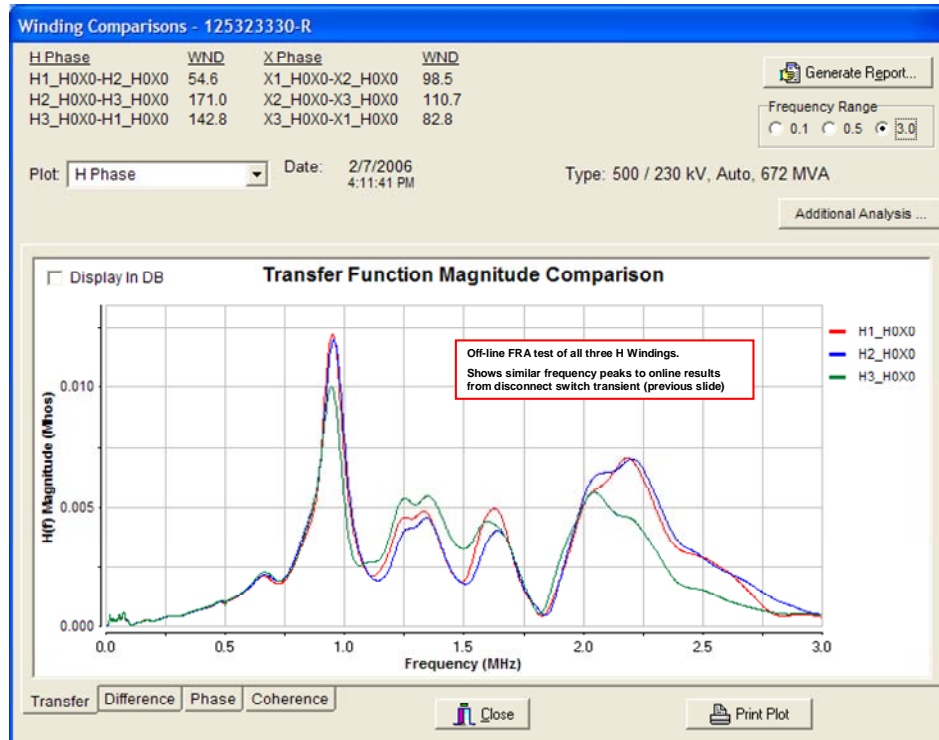 Winding Comparisons - 125323330-R
H Phase WND X Phase WND
H1_H0X0-H2_H0X0 54.6 X1_H0X0-X2_H0X0 98.5
H2_H0X0-H3_H0X0 171.0 X2_H0X0-X3_H0X0 110.7
H3_H0X0-H1_H0X0 142.8 X3_H0X0-X1_H0X0 82.8
Generate Report...
Frequency Range
0.1 0.5 3.0
Plot: H Phase Date: 2/7/2006 Type: 500 / 230 kV, Auto, 672 MVA
4:11:41 PM
Additional Analysis ...
Display In DB Transfer Function Magnitude Comparison
H1_H0X0
H2_H0X0
H3_H0X0
Off-line FRA test of all three H Windings.
Shows similar frequency peaks to online results
from disconnect switch transient (previous slide)
H(f) Magnitude (Mhos)
0.010
0.005
0.000
0.0 0.5 1.0 1.5 2.0 2.5 3.0
Frequency (MHz)
Transfer Difference Phase Coherence
Close Print Plot